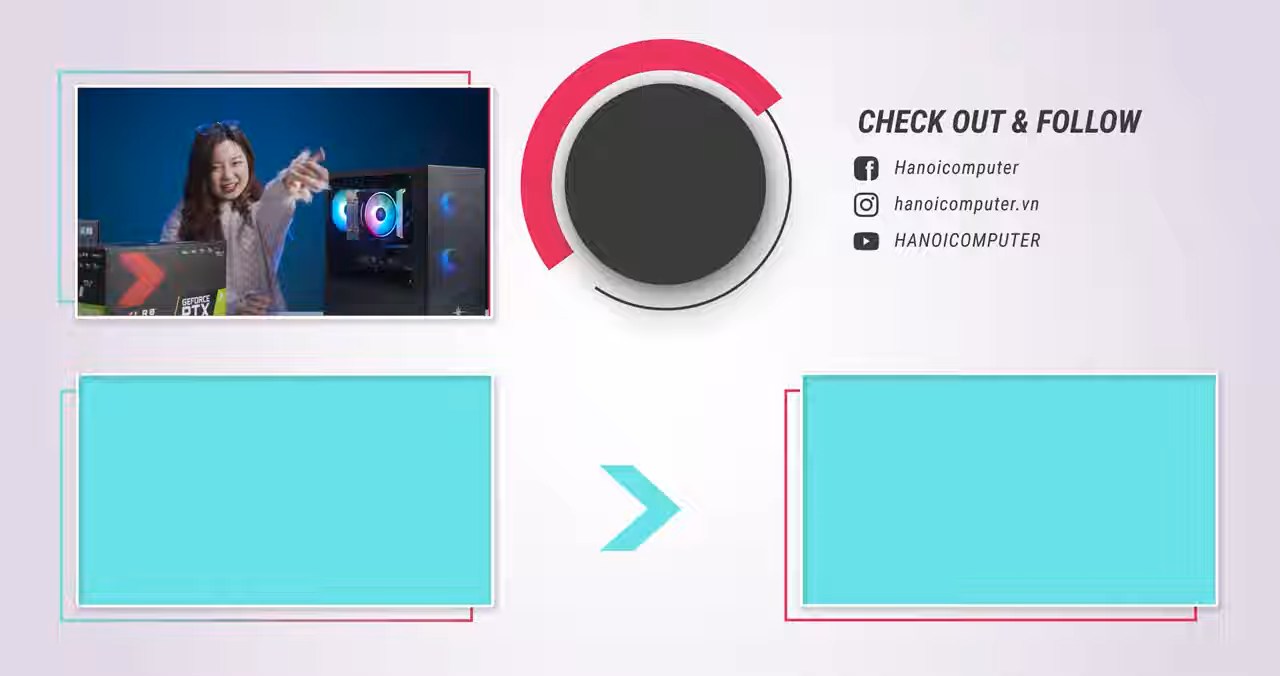 CHECK OUT & FOLLOW
Hanoicomputer
hanoicomputer.vn
HANOICOMPUTER
GEFORCE
RTX